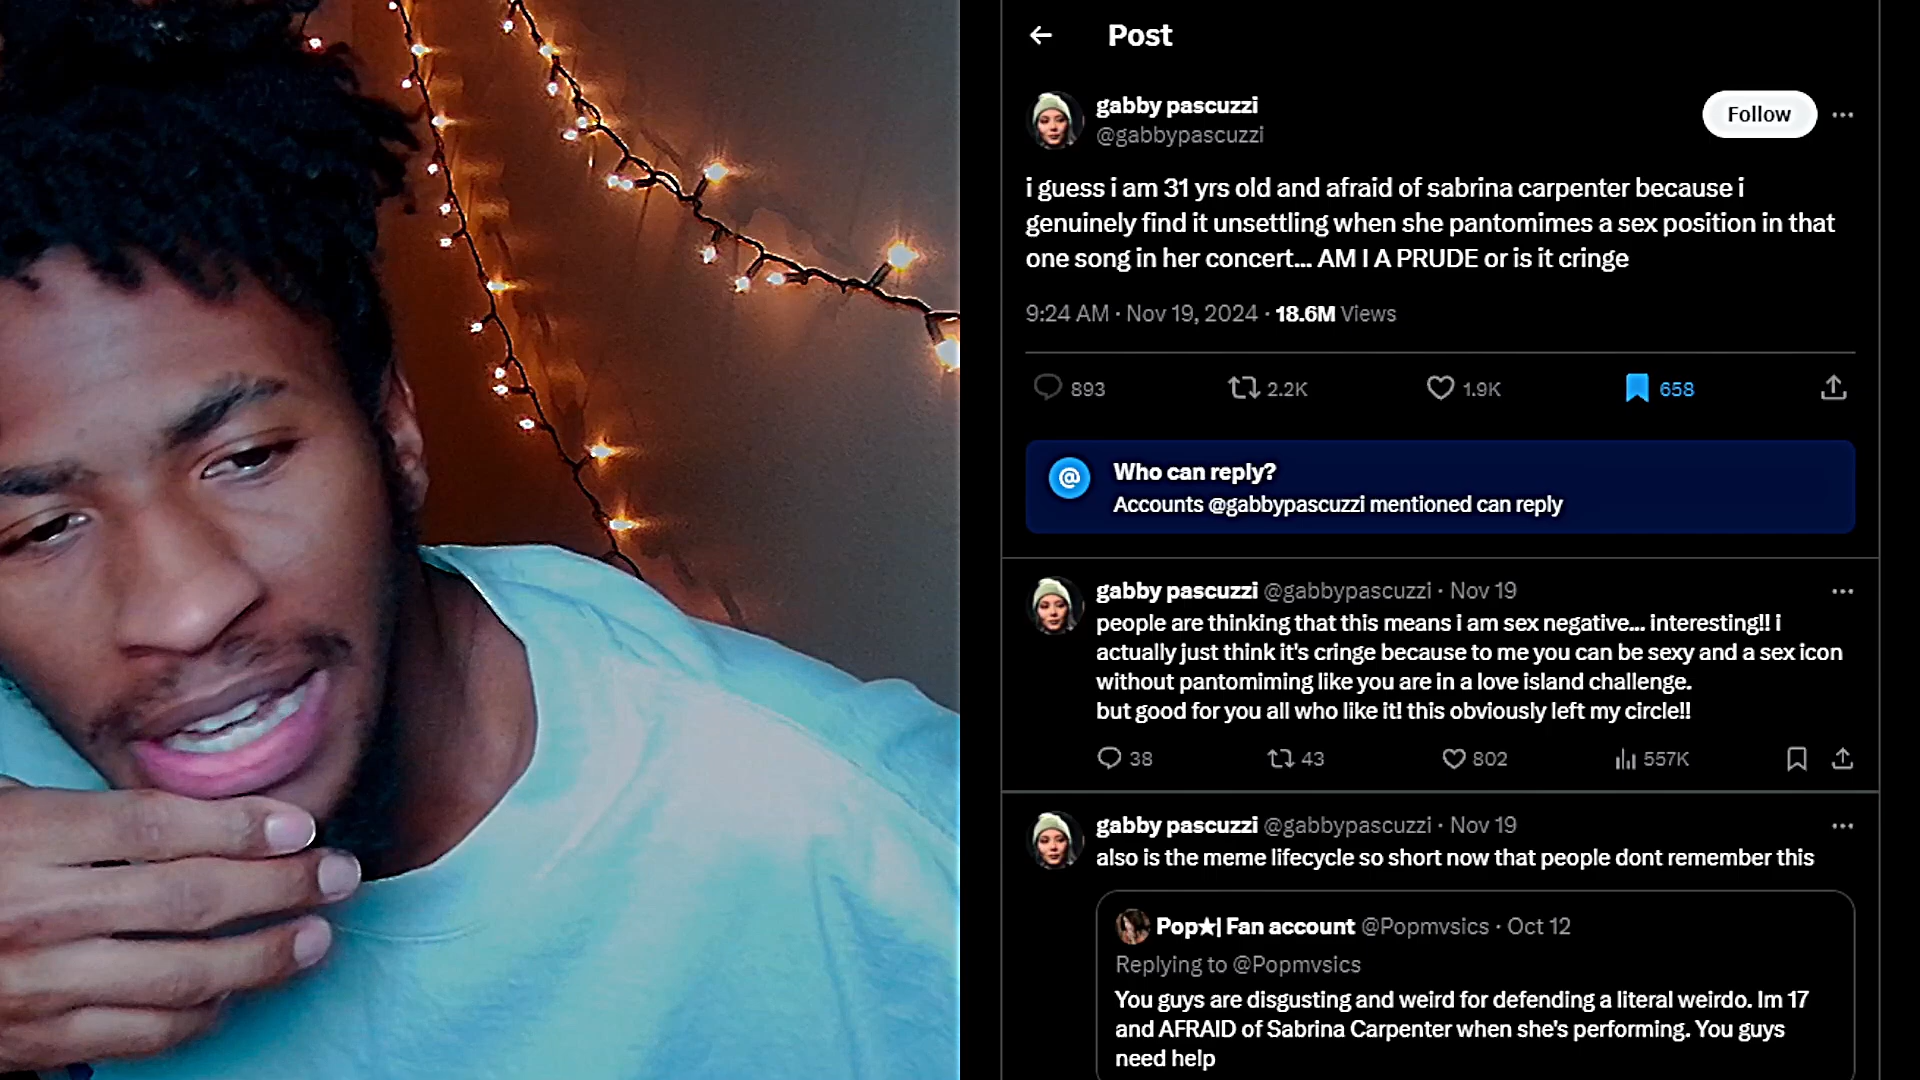 Post
gabby pascuzzi
@gabbypascuzzi
Follow
i guess i am 31 yrs old and afraid of sabrina carpenter because i
genuinely find it unsettling when she pantomimes a sex position in that
one song in her concert... AM I A PRUDE or is it cringe
9:24 AM · Nov 19, 2024 · 18.6M Views
893 2.2K 1.9K 658
@ Who can reply?
Accounts @gabbypascuzzi mentioned can reply
gabby pascuzzi @gabbypascuzzi · Nov 19
people are thinking that this means i am sex negative... interesting!! i
actually just think it's cringe because to me you can be sexy and a sex icon
without pantomiming like you are in a love island challenge.
but good for you all who like it! this obviously left my circle!!
38 43 802 557K
gabby pascuzzi @gabbypascuzzi · Nov 19
also is the meme lifecycle so short now that people dont remember this
Pop★| Fan account @Popmvsics · Oct 12
Replying to @Popmvsics
You guys are disgusting and weird for defending a literal weirdo. Im 17
and AFRAID of Sabrina Carpenter when she's performing. You guys
need help